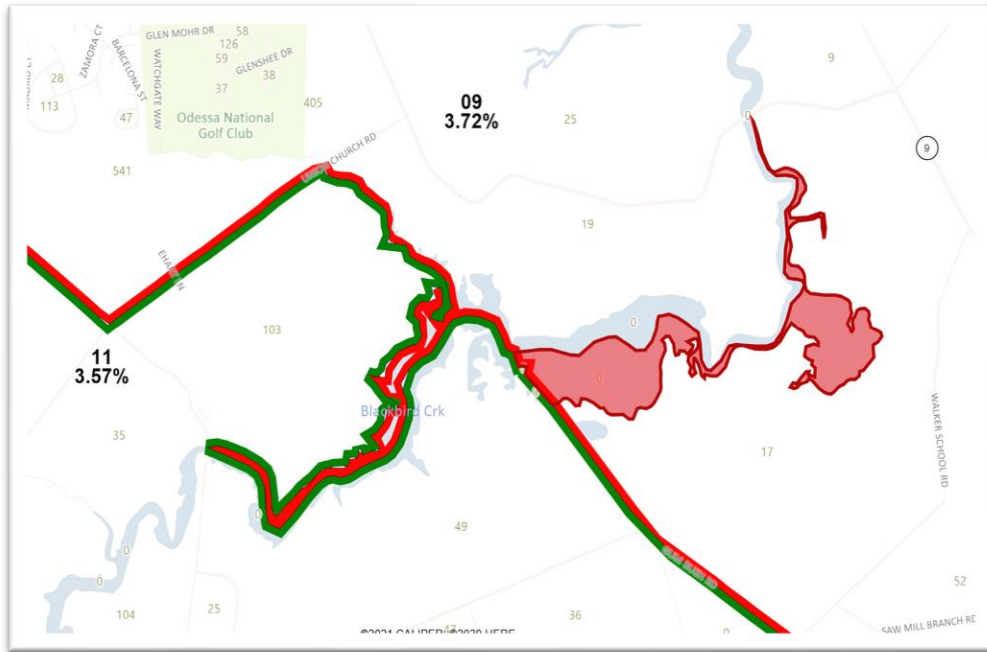 GLEN MOHR DR
58
126
59
GLENSHEE DR
38
37
405
ZAMORA CT
BARCELONA ST
WATCHGATE WAY
28
113
47
Odessa National
Golf Club
541
CHURCH RD
09
3.72%
25
9
0
9
19
103
11
3.57%
35
Blackbird Crk
0
0
0
17
WALKER SCHOOL RD
49
0
0
104
25
36
52
47
0
SAW MILL BRANCH RD
©2021 CALIPER; ©2020 HERE